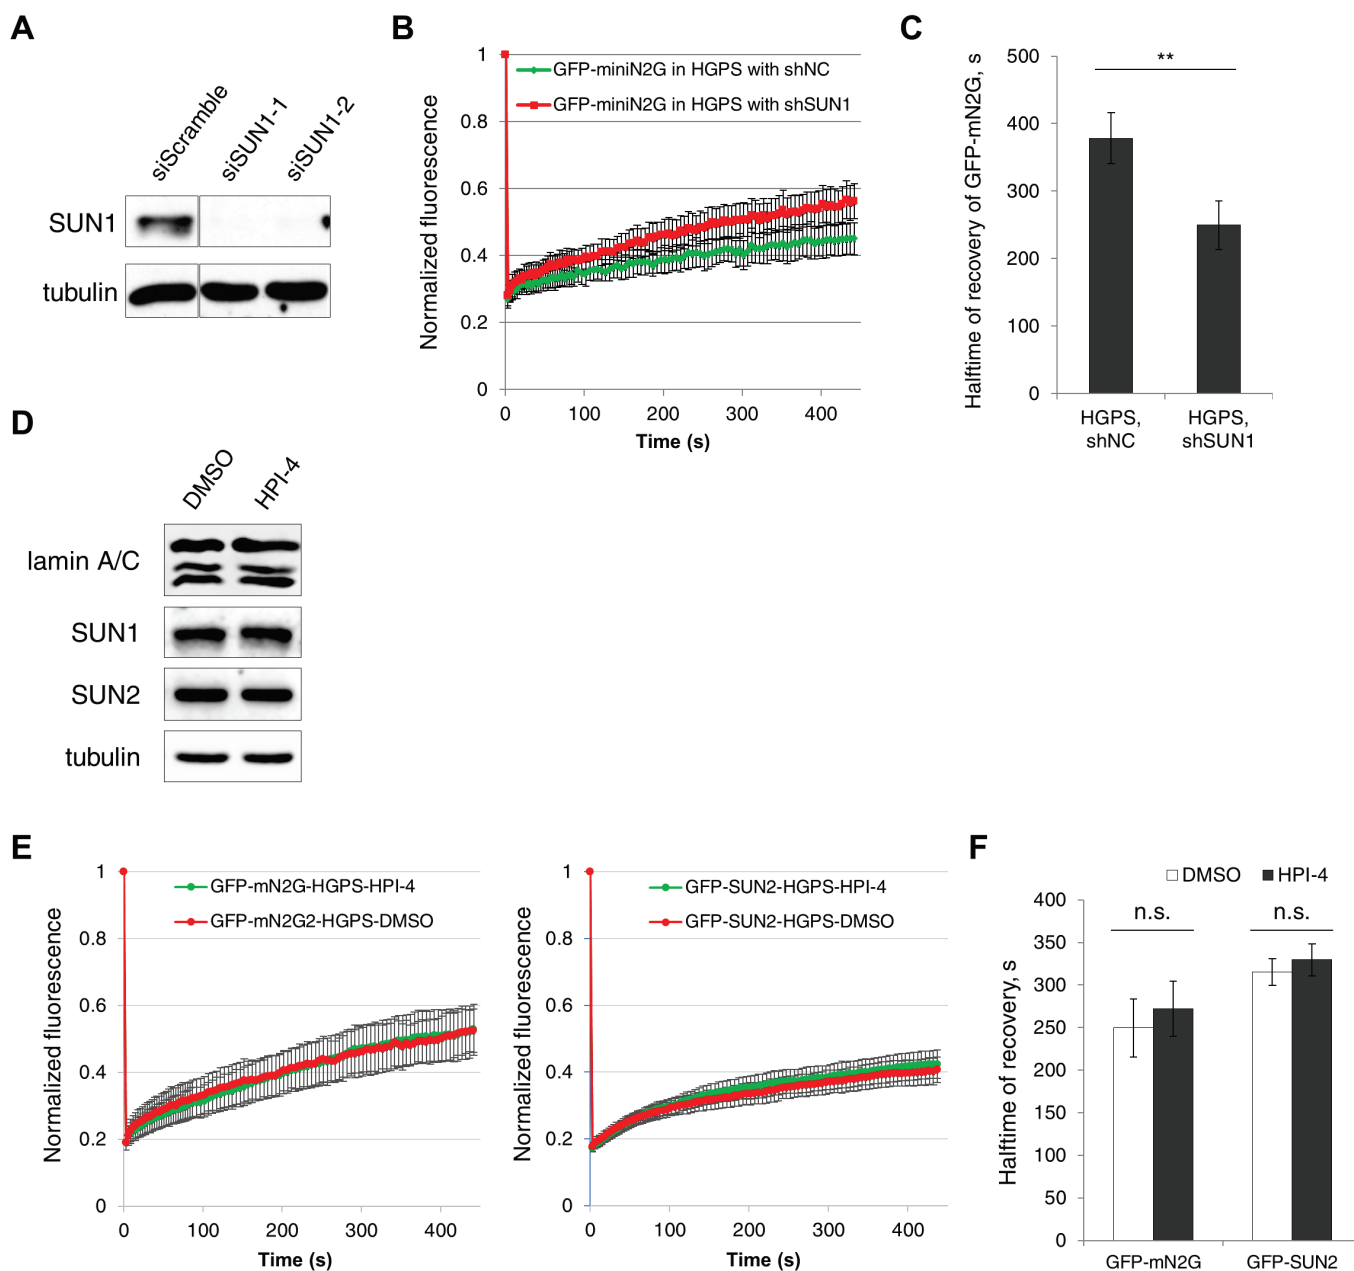 A
siScramble
siSUN1-1
siSUN1-2
SUN1
tubulin
B
1
0.8
0.6
0.4
0.2
0
Normalized fluorescence
GFP-miniN2G in HGPS with shNC
GFP-miniN2G in HGPS with shSUN1
0 100 200 300 400
Time (s)
C
500
400
300
200
100
0
Halftime of recovery of GFP-mN2G, s
**
HGPS, shNC
HGPS, shSUN1
D
DMSO
HPI-4
lamin A/C
SUN1
SUN2
tubulin
E
1
0.8
0.6
0.4
0.2
0
Normalized fluorescence
GFP-mN2G-HGPS-HPI-4
GFP-mN2G2-HGPS-DMSO
0 100 200 300 400
Time (s)
1
0.8
0.6
0.4
0.2
0
Normalized fluorescence
GFP-SUN2-HGPS-HPI-4
GFP-SUN2-HGPS-DMSO
0 100 200 300 400
Time (s)
F
DMSO HPI-4
400
350
300
250
200
150
100
50
0
Halftime of recovery, s
n.s. n.s.
GFP-mN2G GFP-SUN2